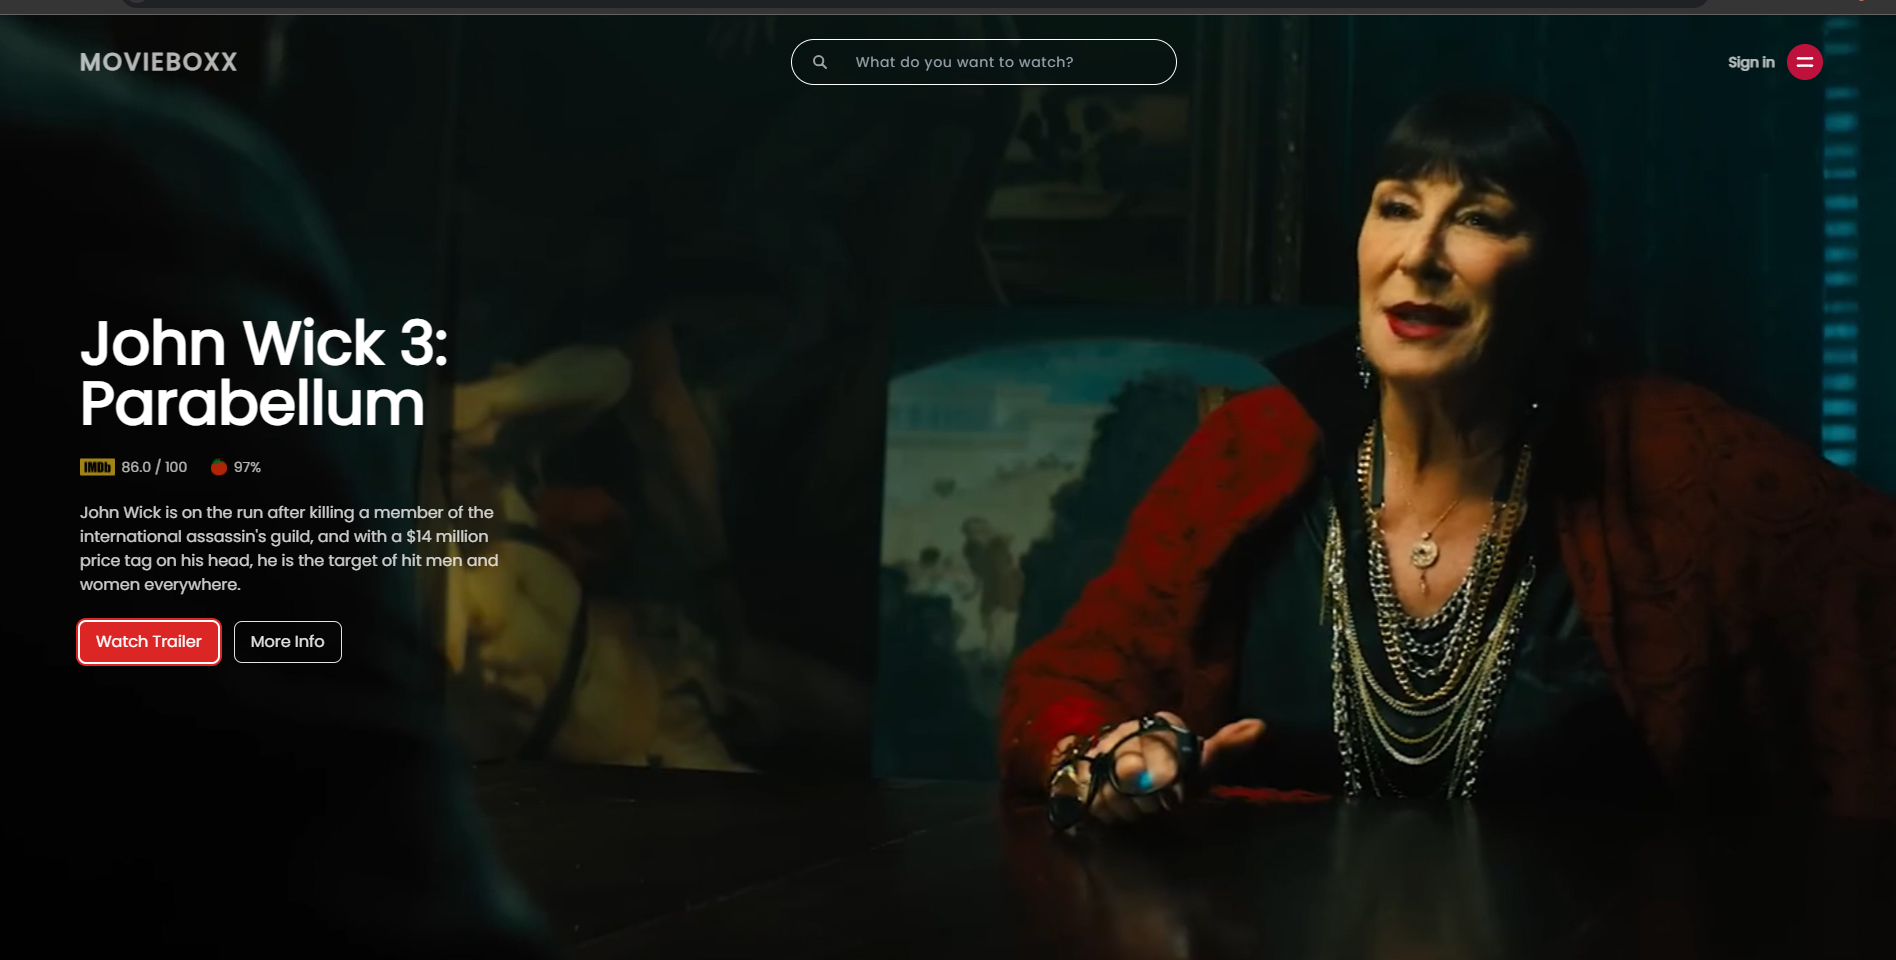 MOVIEBOXX
What do you want to watch?
Sign in
John Wick 3:
Parabellum
IMDb 86.0 / 100 97%
John Wick is on the run after killing a member of the
international assassin's guild, and with a $14 million
price tag on his head, he is the target of hit men and
women everywhere.
Watch Trailer
More Info